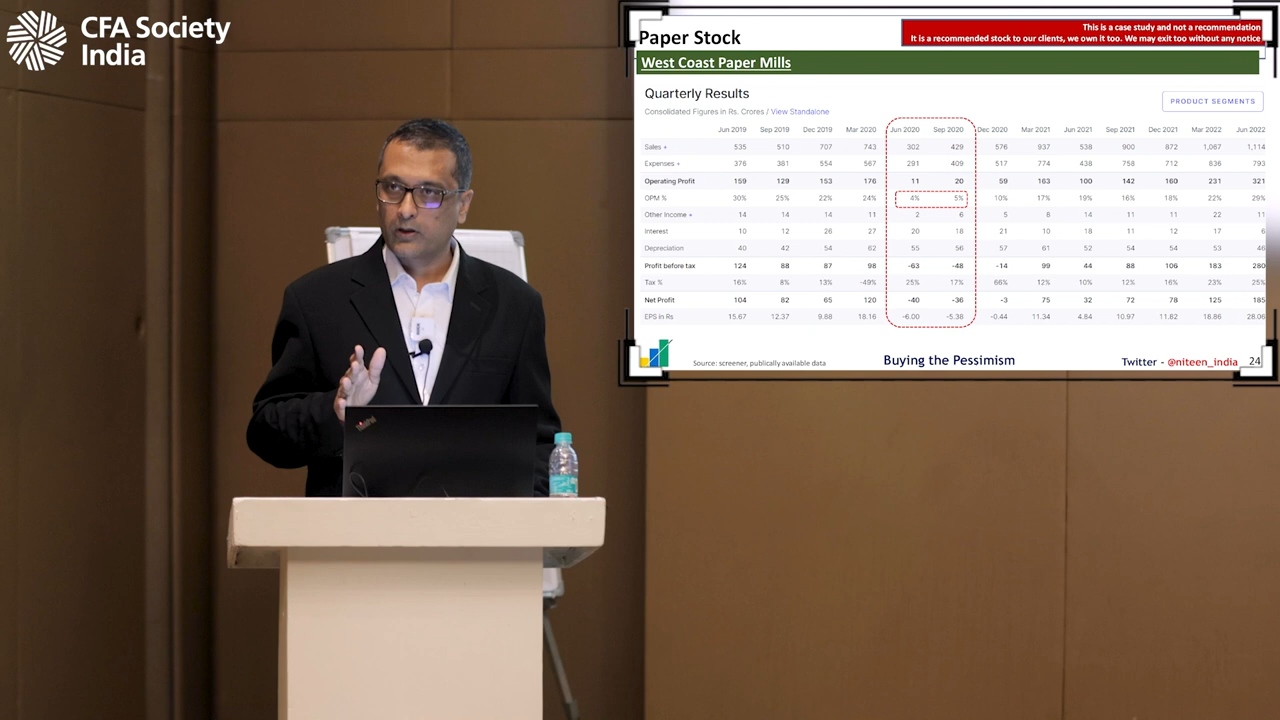 CFA Society
India
Paper Stock
This is a case study and not a recommendation
It is a recommended stock to our clients, we own it too. We may exit too without any notice
West Coast Paper Mills
Quarterly Results
PRODUCT SEGMENTS
Consolidated Figures in Rs. Crores / View Standalone
Jun 2019 Sep 2019 Dec 2019 Mar 2020 Jun 2020 Sep 2020 Dec 2020 Mar 2021 Jun 2021 Sep 2021 Dec 2021 Mar 2022 Jun 2022
Sales + 535 510 707 743 302 429 576 937 538 900 872 1,067 1,114
Expenses + 376 381 554 567 291 409 517 774 438 758 712 836 793
Operating Profit 159 129 153 176 11 20 59 163 100 142 160 231 321
OPM % 30% 25% 22% 24% 4% 5% 10% 17% 19% 16% 18% 22% 29%
Other Income + 14 14 14 11 2 6 5 8 14 11 11 22 11
Interest 10 12 26 27 20 18 21 10 18 11 12 17 6
Depreciation 40 42 54 62 55 56 57 61 52 54 54 53 46
Profit before tax 124 88 87 98 -63 -48 -14 99 44 88 106 183 280
Tax % 16% 8% 13% -49% 25% 17% 66% 12% 10% 12% 16% 23% 25%
Net Profit 104 82 65 120 -40 -36 -3 75 32 72 78 125 185
EPS in Rs 15.67 12.37 9.88 18.16 -6.00 -5.38 -0.44 11.34 4.84 10.97 11.82 18.86 28.06
Source: screener, publically available data
Buying the Pessimism
Twitter - @niteen_india 24
ThinkPad